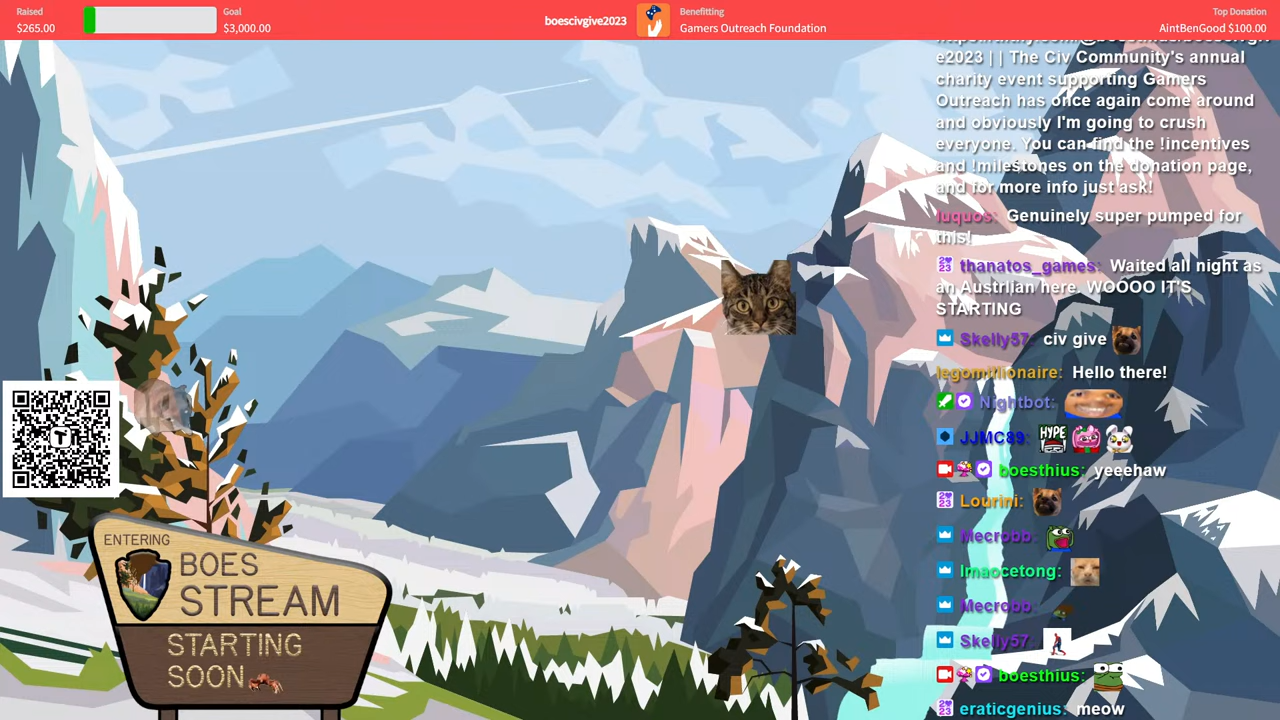 Raised
$265.00
Goal
$3,000.00
boescivgive2023
Benefitting
Gamers Outreach Foundation
Top Donation
AintBenGood $100.00
e2023 | | The Civ Community's annual
charity event supporting Gamers
Outreach has once again come around
and obviously I'm going to crush
everyone. You can find the !incentives
and !milestones on the donation page,
and for more info just ask!
luquos: Genuinely super pumped for
this!
thanatos_games: Waited all night as
an Austrlian here. WOOOO IT'S
STARTING
Skelly57: civ give
legomillionaire: Hello there!
Nightbot:
JJMC89: HYPE
boesthius: yeeehaw
Lourini:
Mecrobb:
lmaocetong:
Mecrobb:
Skelly57:
boesthius:
eraticgenius: meow
ENTERING
BOES
STREAM
STARTING
SOON